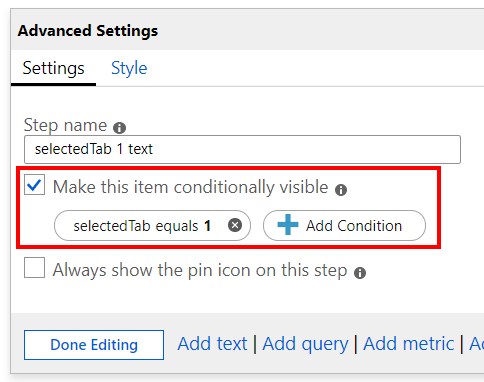 Advanced Settings
Settings Style
Step name
selectedTab 1 text
Make this item conditionally visible
selectedTab equals 1 Add Condition
Always show the pin icon on this step
Done Editing Add text | Add query | Add metric |